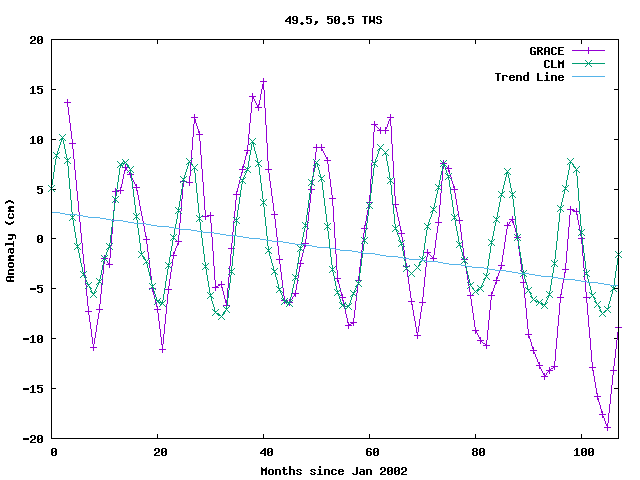 49.5, 50.5 TWS
GRACE
CLM
Trend Line
20
15
10
5
0
-5
-10
-15
-20
Anomaly (cm)
0 20 40 60 80 100
Months since Jan 2002